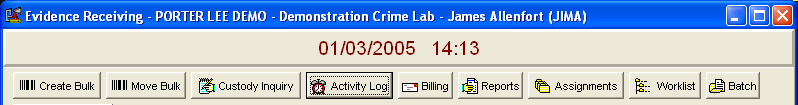 Evidence Receiving - PORTER LEE DEMO - Demonstration Crime Lab - James Allenfort (JIMA)
01/03/2005 14:13
Create Bulk Move Bulk Custody Inquiry Activity Log Billing Reports Assignments Worklist Batch